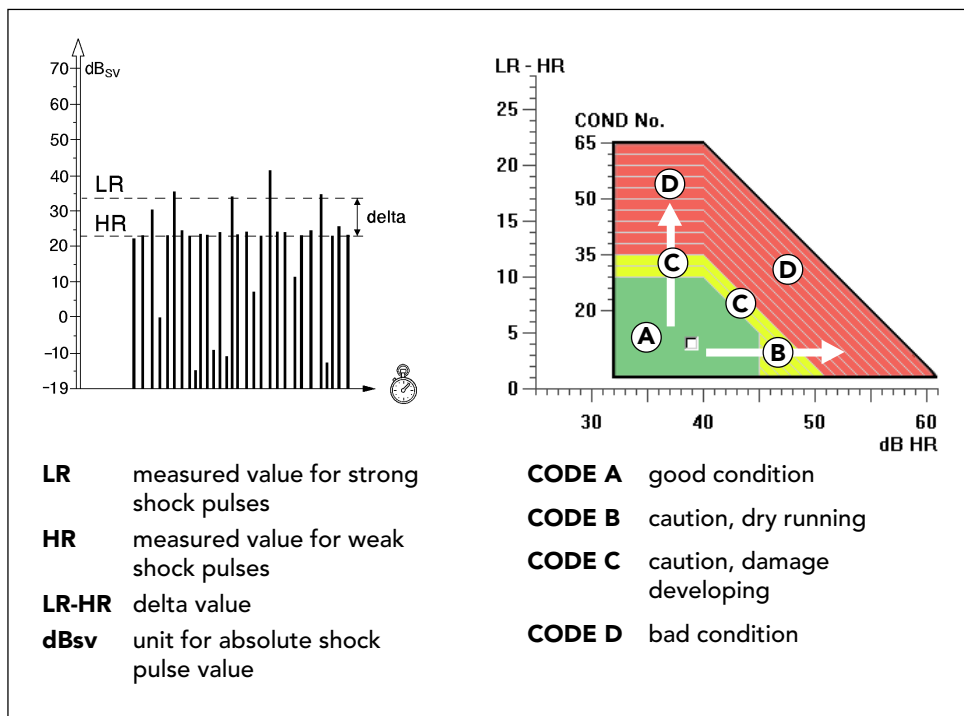 dBsv
70
60
50
40
30
20
10
0
-10
-19
LR
HR
delta
LR - HR
25
20
15
10
5
0
COND No.
65
50
35
20
D
C
D
C
A
B
30
40
50
60
dB HR
LR measured value for strong
shock pulses
HR measured value for weak
shock pulses
LR-HR delta value
dBsv unit for absolute shock
pulse value
CODE A good condition
CODE B caution, dry running
CODE C caution, damage
developing
CODE D bad condition